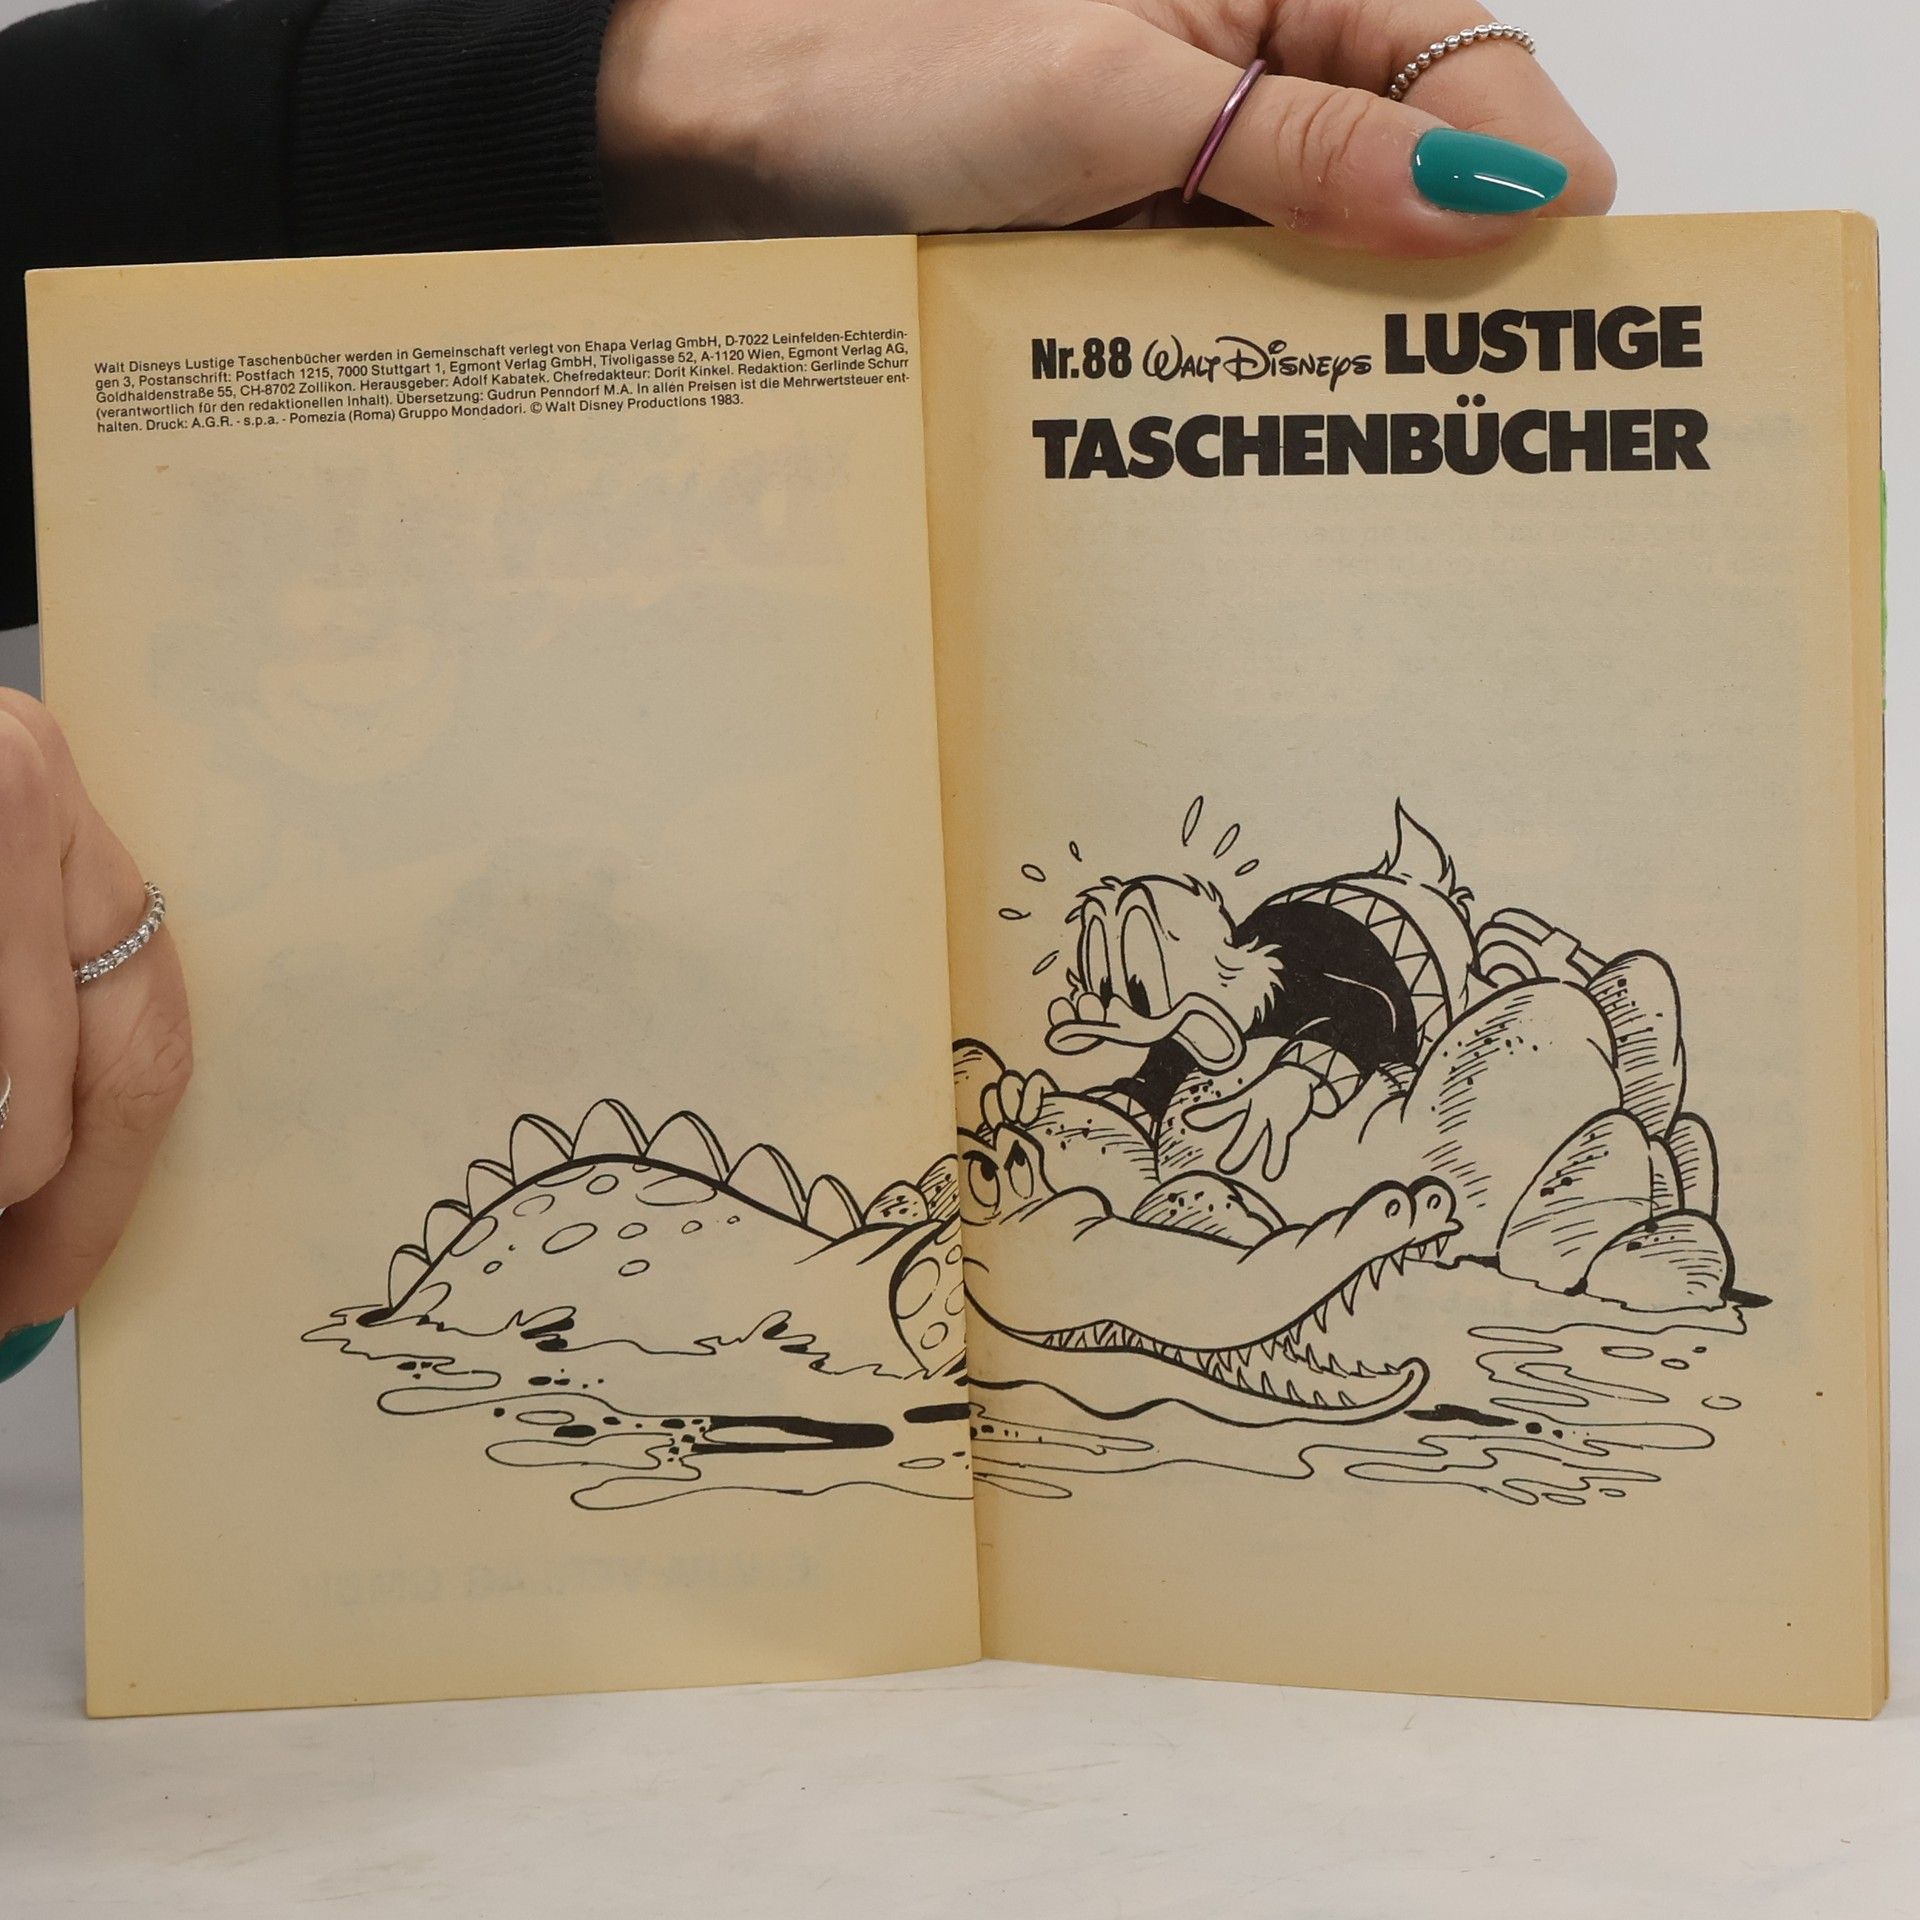 Walt Disneys Lustige Taschenbücher werden in Gemeinschaft verlegt von Ehapa Verlag GmbH, D-7022 Leinfelden-Echterdin-
gen 3, Postanschrift: Postfach 1215, 7000 Stuttgart 1, Egmont Verlag GmbH, Tivoligasse 52, A-1120 Wien, Egmont Verlag AG,
Goldhaldenstraße 55, CH-8702 Zollikon. Herausgeber: Adolf Kabatek. Chefredakteur: Dorit Kinkel. Redaktion: Gerlinde Schurr
(verantwortlich für den redaktionellen Inhalt). Übersetzung: Gudrun Penndorf M.A. In allen Preisen ist die Mehrwertsteuer ent-
halten. Druck: A.G.R. - s.p.a. - Pomezia (Roma) Gruppo Mondadori. © Walt Disney Productions 1983.
Nr.88 Walt Disneys LUSTIGE
TASCHENBÜCHER